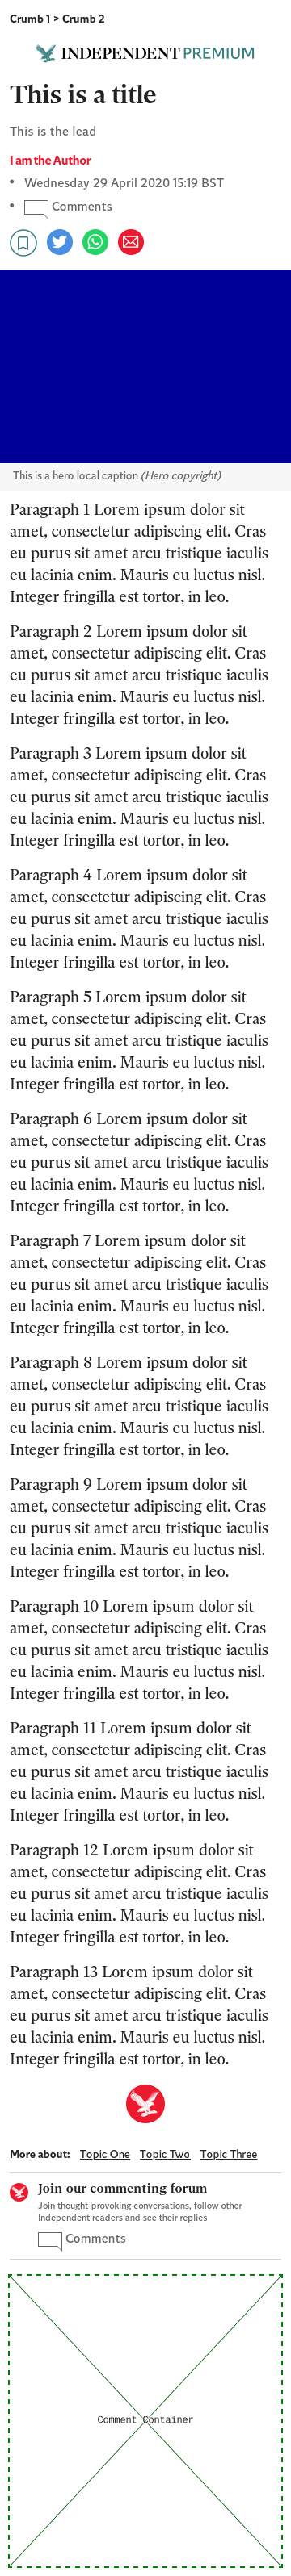 Crumb 1 > Crumb 2
INDEPENDENT PREMIUM
This is a title
This is the lead
I am the Author
• Wednesday 29 April 2020 15:19 BST
• Comments
This is a hero local caption (Hero copyright)
Paragraph 1 Lorem ipsum dolor sit
amet, consectetur adipiscing elit. Cras
eu purus sit amet arcu tristique iaculis
eu lacinia enim. Mauris eu luctus nisl.
Integer fringilla est tortor, in leo.
Paragraph 2 Lorem ipsum dolor sit
amet, consectetur adipiscing elit. Cras
eu purus sit amet arcu tristique iaculis
eu lacinia enim. Mauris eu luctus nisl.
Integer fringilla est tortor, in leo.
Paragraph 3 Lorem ipsum dolor sit
amet, consectetur adipiscing elit. Cras
eu purus sit amet arcu tristique iaculis
eu lacinia enim. Mauris eu luctus nisl.
Integer fringilla est tortor, in leo.
Paragraph 4 Lorem ipsum dolor sit
amet, consectetur adipiscing elit. Cras
eu purus sit amet arcu tristique iaculis
eu lacinia enim. Mauris eu luctus nisl.
Integer fringilla est tortor, in leo.
Paragraph 5 Lorem ipsum dolor sit
amet, consectetur adipiscing elit. Cras
eu purus sit amet arcu tristique iaculis
eu lacinia enim. Mauris eu luctus nisl.
Integer fringilla est tortor, in leo.
Paragraph 6 Lorem ipsum dolor sit
amet, consectetur adipiscing elit. Cras
eu purus sit amet arcu tristique iaculis
eu lacinia enim. Mauris eu luctus nisl.
Integer fringilla est tortor, in leo.
Paragraph 7 Lorem ipsum dolor sit
amet, consectetur adipiscing elit. Cras
eu purus sit amet arcu tristique iaculis
eu lacinia enim. Mauris eu luctus nisl.
Integer fringilla est tortor, in leo.
Paragraph 8 Lorem ipsum dolor sit
amet, consectetur adipiscing elit. Cras
eu purus sit amet arcu tristique iaculis
eu lacinia enim. Mauris eu luctus nisl.
Integer fringilla est tortor, in leo.
Paragraph 9 Lorem ipsum dolor sit
amet, consectetur adipiscing elit. Cras
eu purus sit amet arcu tristique iaculis
eu lacinia enim. Mauris eu luctus nisl.
Integer fringilla est tortor, in leo.
Paragraph 10 Lorem ipsum dolor sit
amet, consectetur adipiscing elit. Cras
eu purus sit amet arcu tristique iaculis
eu lacinia enim. Mauris eu luctus nisl.
Integer fringilla est tortor, in leo.
Paragraph 11 Lorem ipsum dolor sit
amet, consectetur adipiscing elit. Cras
eu purus sit amet arcu tristique iaculis
eu lacinia enim. Mauris eu luctus nisl.
Integer fringilla est tortor, in leo.
Paragraph 12 Lorem ipsum dolor sit
amet, consectetur adipiscing elit. Cras
eu purus sit amet arcu tristique iaculis
eu lacinia enim. Mauris eu luctus nisl.
Integer fringilla est tortor, in leo.
Paragraph 13 Lorem ipsum dolor sit
amet, consectetur adipiscing elit. Cras
eu purus sit amet arcu tristique iaculis
eu lacinia enim. Mauris eu luctus nisl.
Integer fringilla est tortor, in leo.
More about: Topic One Topic Two Topic Three
Join our commenting forum
Join thought-provoking conversations, follow other
Independent readers and see their replies
Comments
Comment Container